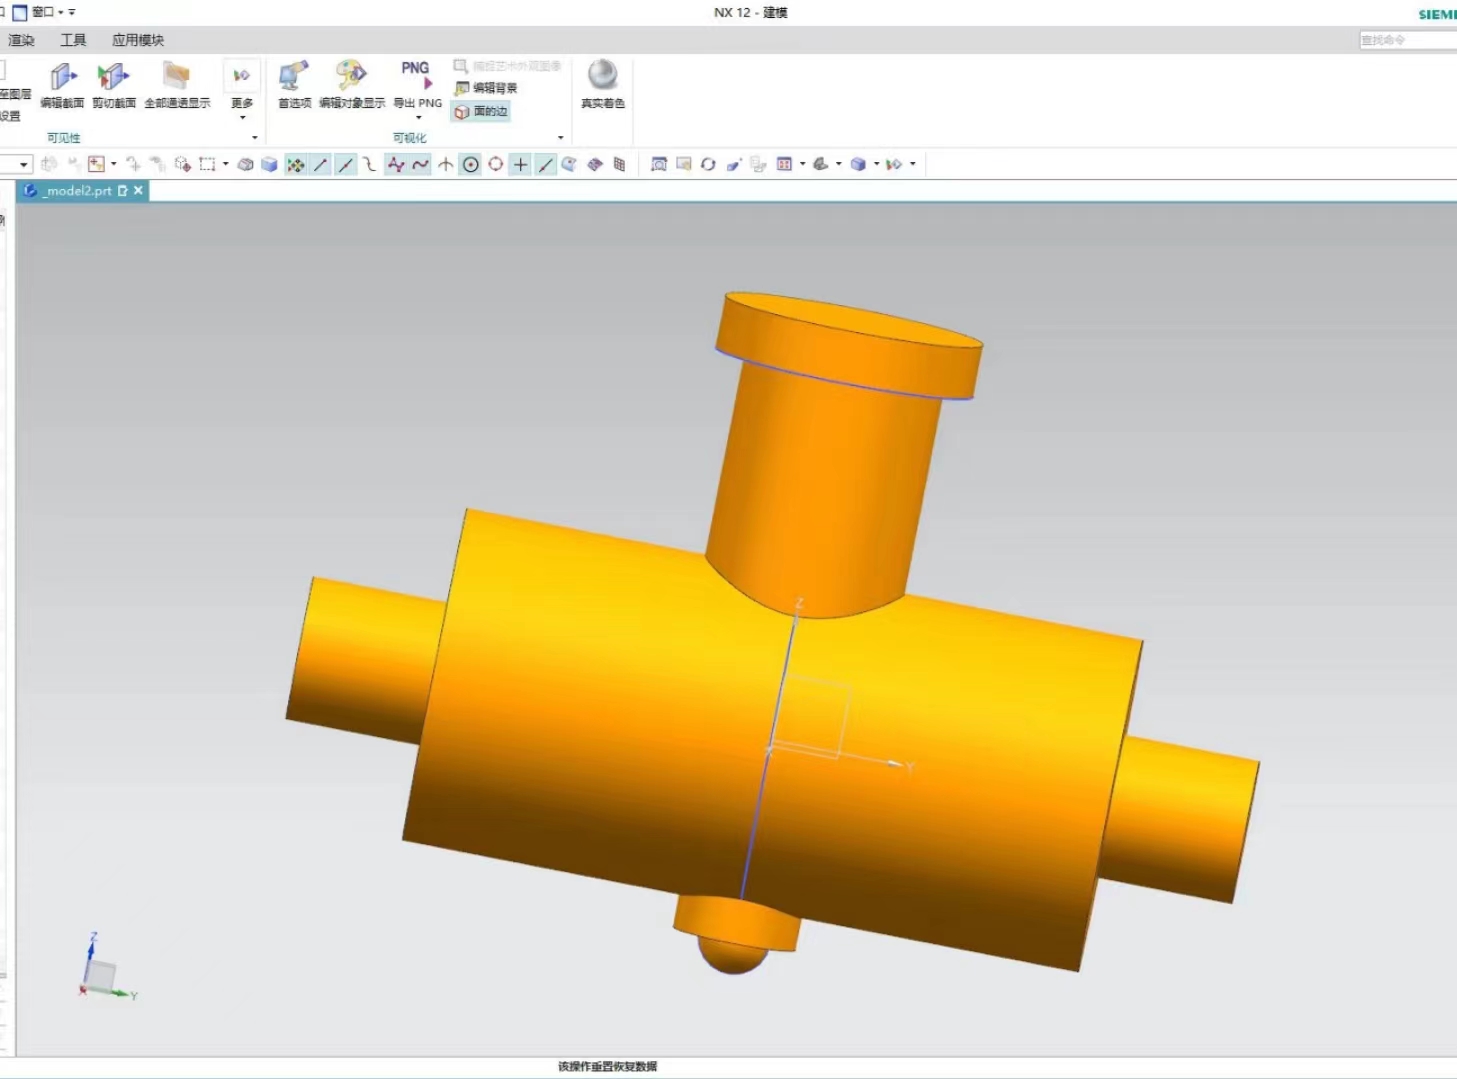 窗口
NX 12 - 建模
SIEM
渲染 工具 应用模块
查找命令
至图层
设置
编辑截面 剪切截面 全部通透显示 更多
首选项 编辑对象显示 导出 PNG
PNG
编辑背景
面的边
真实着色
可见性
可视化
_model2.prt
Z
Y
X
Z
Y
X
该操作重置恢复数据